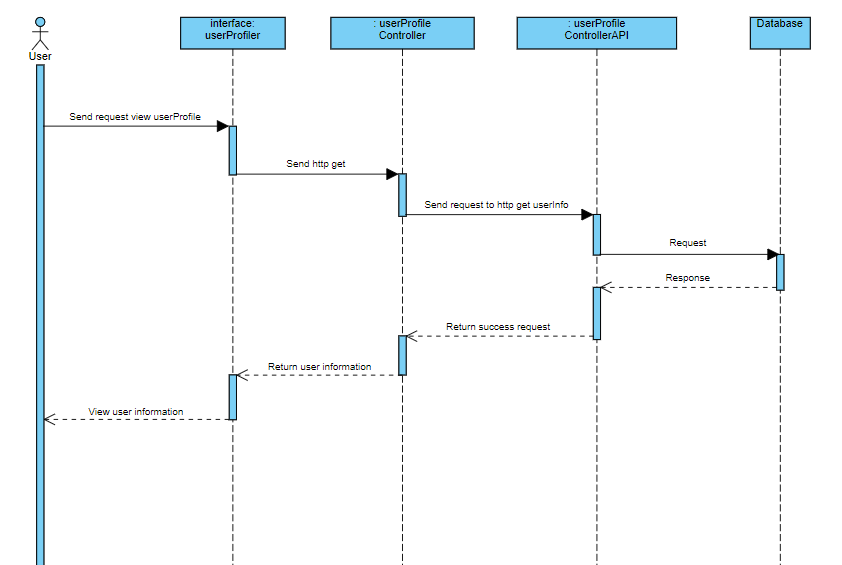 interface:
userProfiler
: userProfile
Controller
: userProfile
ControllerAPI
Database
User
Send request view userProfile
Send http get
Send request to http get userInfo
Request
Response
Return success request
Return user information
View user information